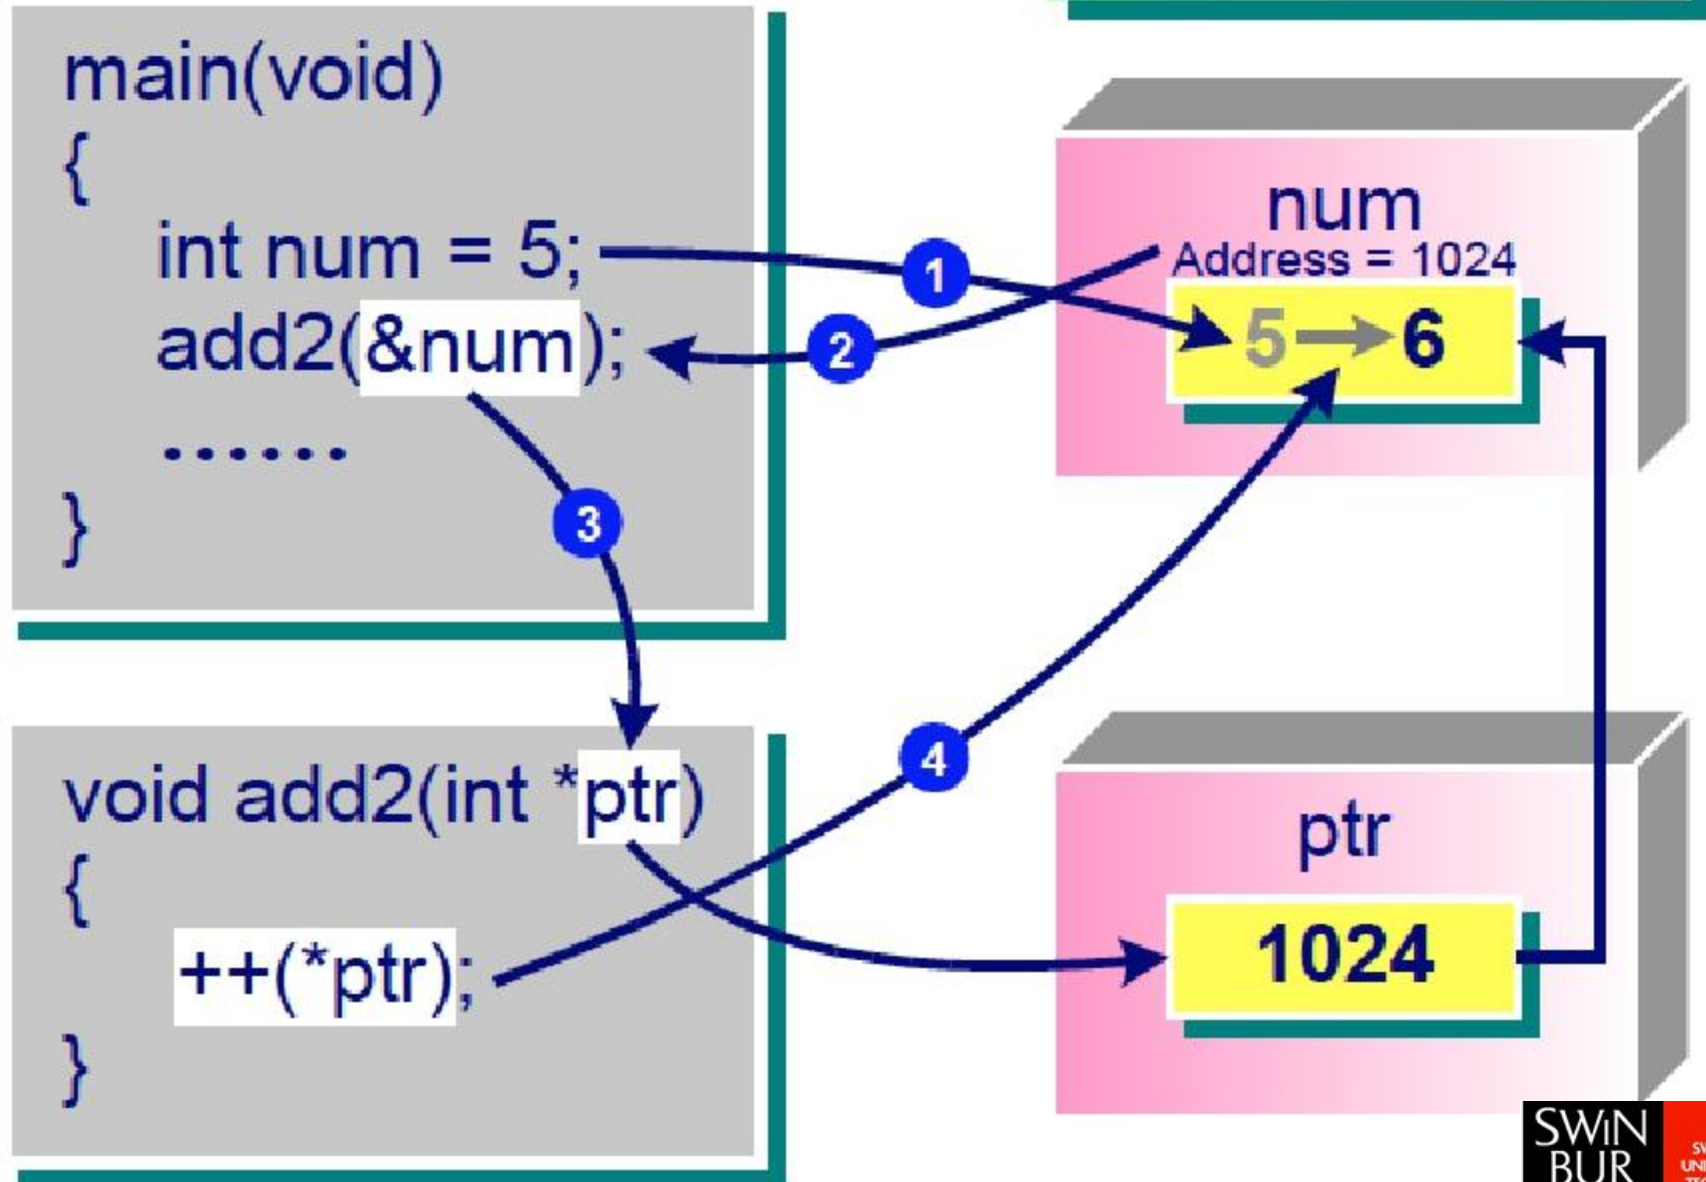 main(void)
{
int num = 5;
add2(&num);
......
}
1
2
3
4
num
Address = 1024
5 6
void add2(int *ptr)
{
++(*ptr);
}
ptr
1024
SWiN
BUR